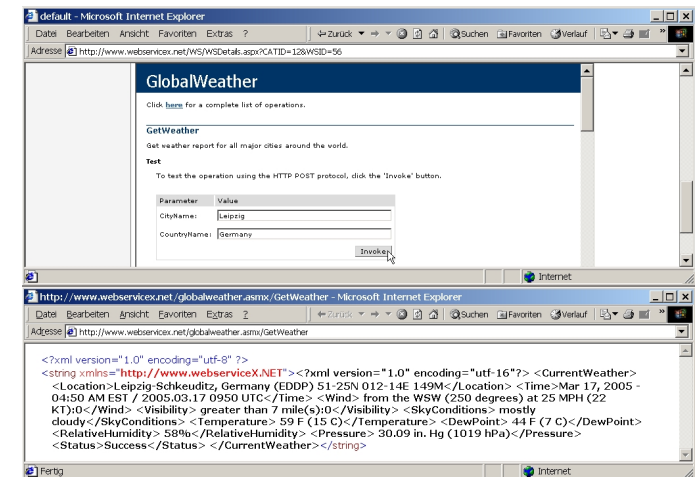 default - Microsoft Internet Explorer
Datei Bearbeiten Ansicht Favoriten Extras ? Zurück Suchen Favoriten Verlauf »
Adresse http://www.webservicex.net/WS/WSDetails.aspx?CATID=12&WSID=56
GlobalWeather
Click here for a complete list of operations.
GetWeather
Get weather report for all major cities around the world.
Test
To test the operation using the HTTP POST protocol, click the 'Invoke' button.
Parameter Value
CityName: Leipzig
CountryName: Germany
Invoke
Internet
http://www.webservicex.net/globalweather.asmx/GetWeather - Microsoft Internet Explorer
Datei Bearbeiten Ansicht Favoriten Extras ? Zurück Suchen Favoriten Verlauf »
Adresse http://www.webservicex.net/globalweather.asmx/GetWeather
<?xml version="1.0" encoding="utf-8" ?>
<string xmlns="http://www.webserviceX.NET"><?xml version="1.0" encoding="utf-16"?> <CurrentWeather>
<Location>Leipzig-Schkeuditz, Germany (EDDP) 51-25N 012-14E 149M</Location> <Time>Mar 17, 2005 -
04:50 AM EST / 2005.03.17 0950 UTC</Time> <Wind> from the WSW (250 degrees) at 25 MPH (22
KT):0</Wind> <Visibility> greater than 7 mile(s):0</Visibility> <SkyConditions> mostly
cloudy</SkyConditions> <Temperature> 59 F (15 C)</Temperature> <DewPoint> 44 F (7 C)</DewPoint>
<RelativeHumidity> 58%</RelativeHumidity> <Pressure> 30.09 in. Hg (1019 hPa)</Pressure>
<Status>Success</Status> </CurrentWeather></string>
Fertig Internet